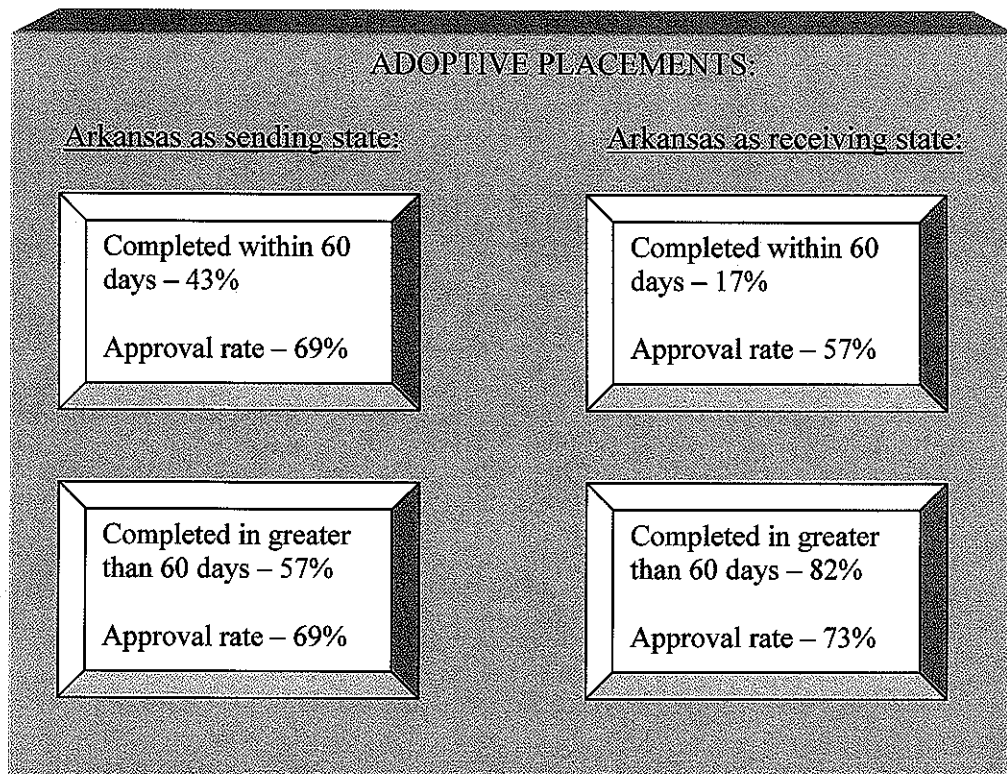 ADOPTIVE PLACEMENTS:
Arkansas as sending state:
Arkansas as receiving state:
Completed within 60
days – 43%
Approval rate – 69%
Completed within 60
days – 17%
Approval rate – 57%
Completed in greater
than 60 days – 57%
Approval rate – 69%
Completed in greater
than 60 days – 82%
Approval rate – 73%